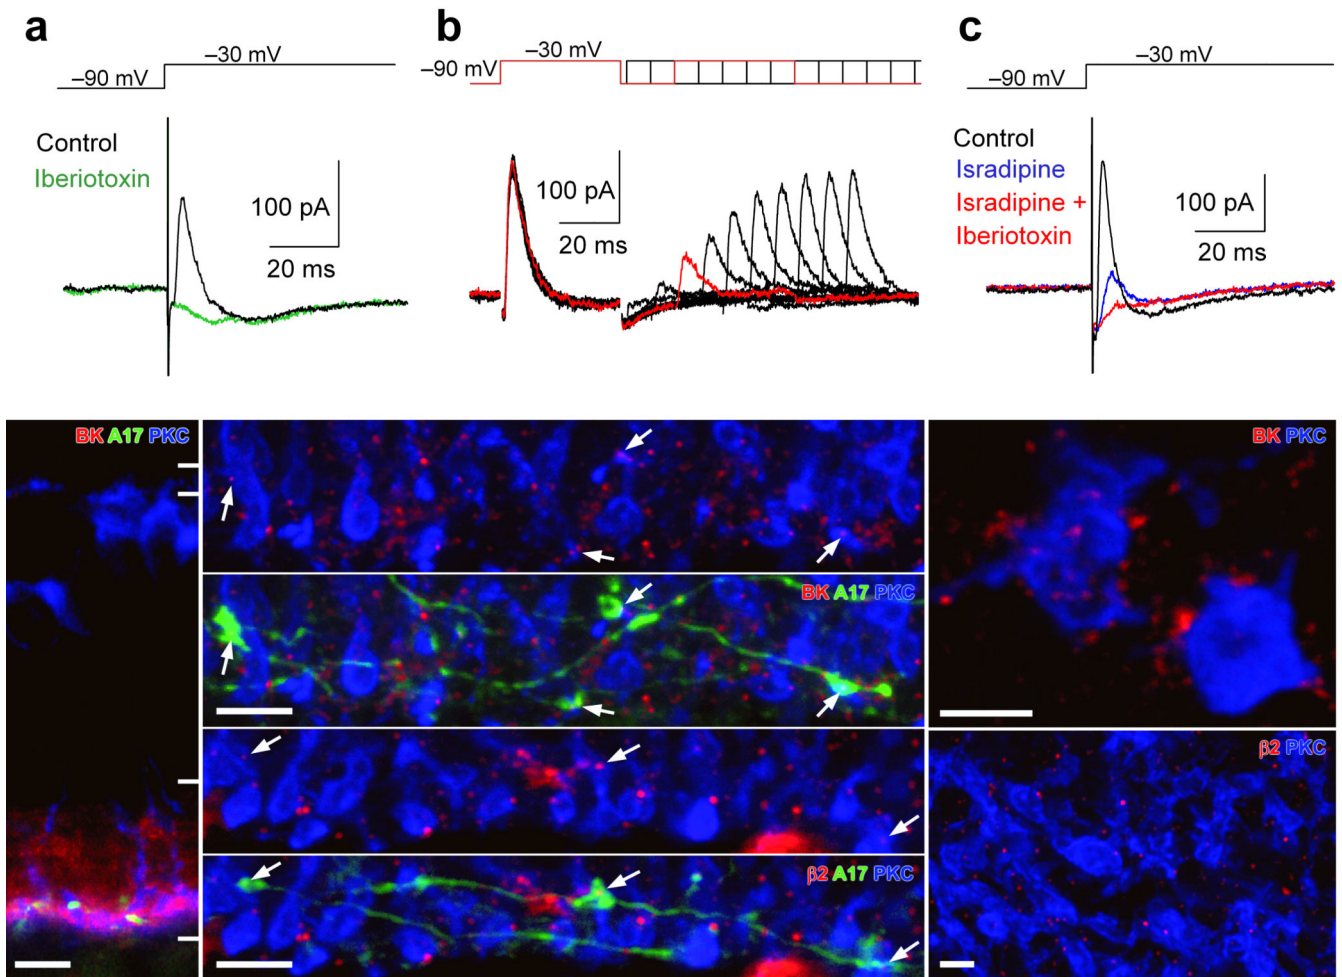 a
–30 mV
–90 mV
Control
Iberiotoxin
100 pA
20 ms
b
–30 mV
–90 mV
100 pA
20 ms
c
–30 mV
–90 mV
Control
Isradipine
Isradipine +
Iberiotoxin
100 pA
20 ms
BK A17 PKC
BK A17 PKC
β2 A17 PKC
BK PKC
β2 PKC